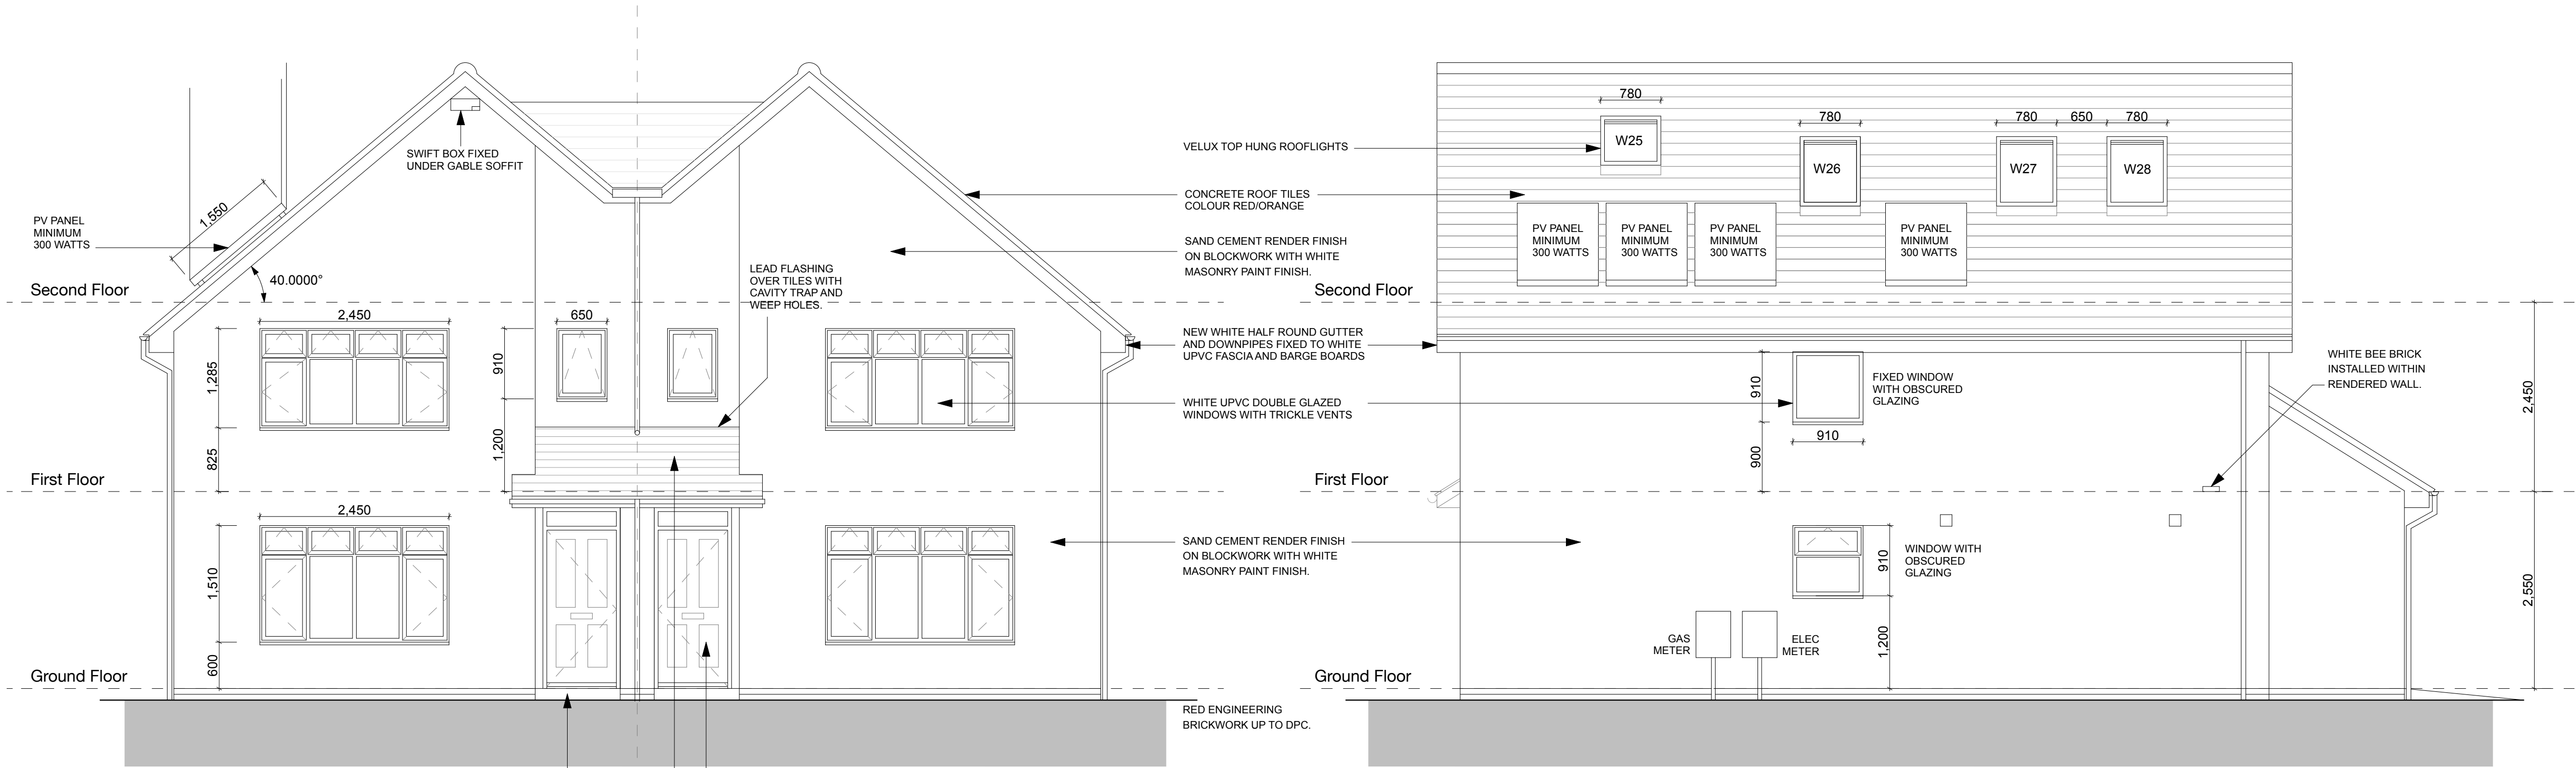 SWIFT BOX FIXED
UNDER GABLE SOFFIT
1,550
PV PANEL
MINIMUM
300 WATTS
40.0000°
LEAD FLASHING
OVER TILES WITH
CAVITY TRAP AND
WEEP HOLES.
Second Floor
2,450
650
1,285
910
825
1,200
First Floor
2,450
1,510
600
Ground Floor
VELUX TOP HUNG ROOFLIGHTS
CONCRETE ROOF TILES
COLOUR RED/ORANGE
SAND CEMENT RENDER FINISH
ON BLOCKWORK WITH WHITE
MASONRY PAINT FINISH.
NEW WHITE HALF ROUND GUTTER
AND DOWNPIPES FIXED TO WHITE
UPVC FASCIA AND BARGE BOARDS
WHITE UPVC DOUBLE GLAZED
WINDOWS WITH TRICKLE VENTS
SAND CEMENT RENDER FINISH
ON BLOCKWORK WITH WHITE
MASONRY PAINT FINISH.
RED ENGINEERING
BRICKWORK UP TO DPC.
780
780
780
650
780
W25
W26
W27
W28
PV PANEL
MINIMUM
300 WATTS
PV PANEL
MINIMUM
300 WATTS
PV PANEL
MINIMUM
300 WATTS
PV PANEL
MINIMUM
300 WATTS
Second Floor
910
FIXED WINDOW
WITH OBSCURED
GLAZING
910
900
WHITE BEE BRICK
INSTALLED WITHIN
RENDERED WALL.
2,450
First Floor
910
WINDOW WITH
OBSCURED
GLAZING
1,200
GAS
METER
ELEC
METER
2,550
Ground Floor